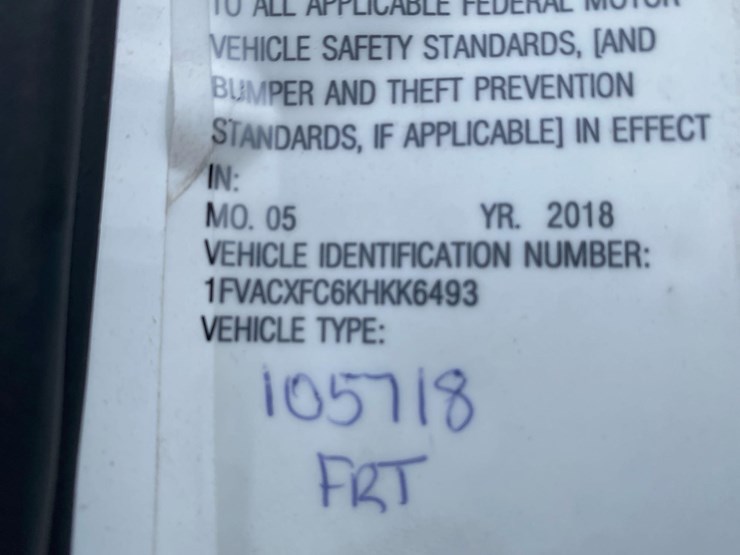 TO ALL APPLICABLE FEDERAL MOTOR
VEHICLE SAFETY STANDARDS, [AND
BUMPER AND THEFT PREVENTION
STANDARDS, IF APPLICABLE] IN EFFECT
IN:
MO. 05 YR. 2018
VEHICLE IDENTIFICATION NUMBER:
1FVACXFC6KHKK6493
VEHICLE TYPE:
105718
FRT